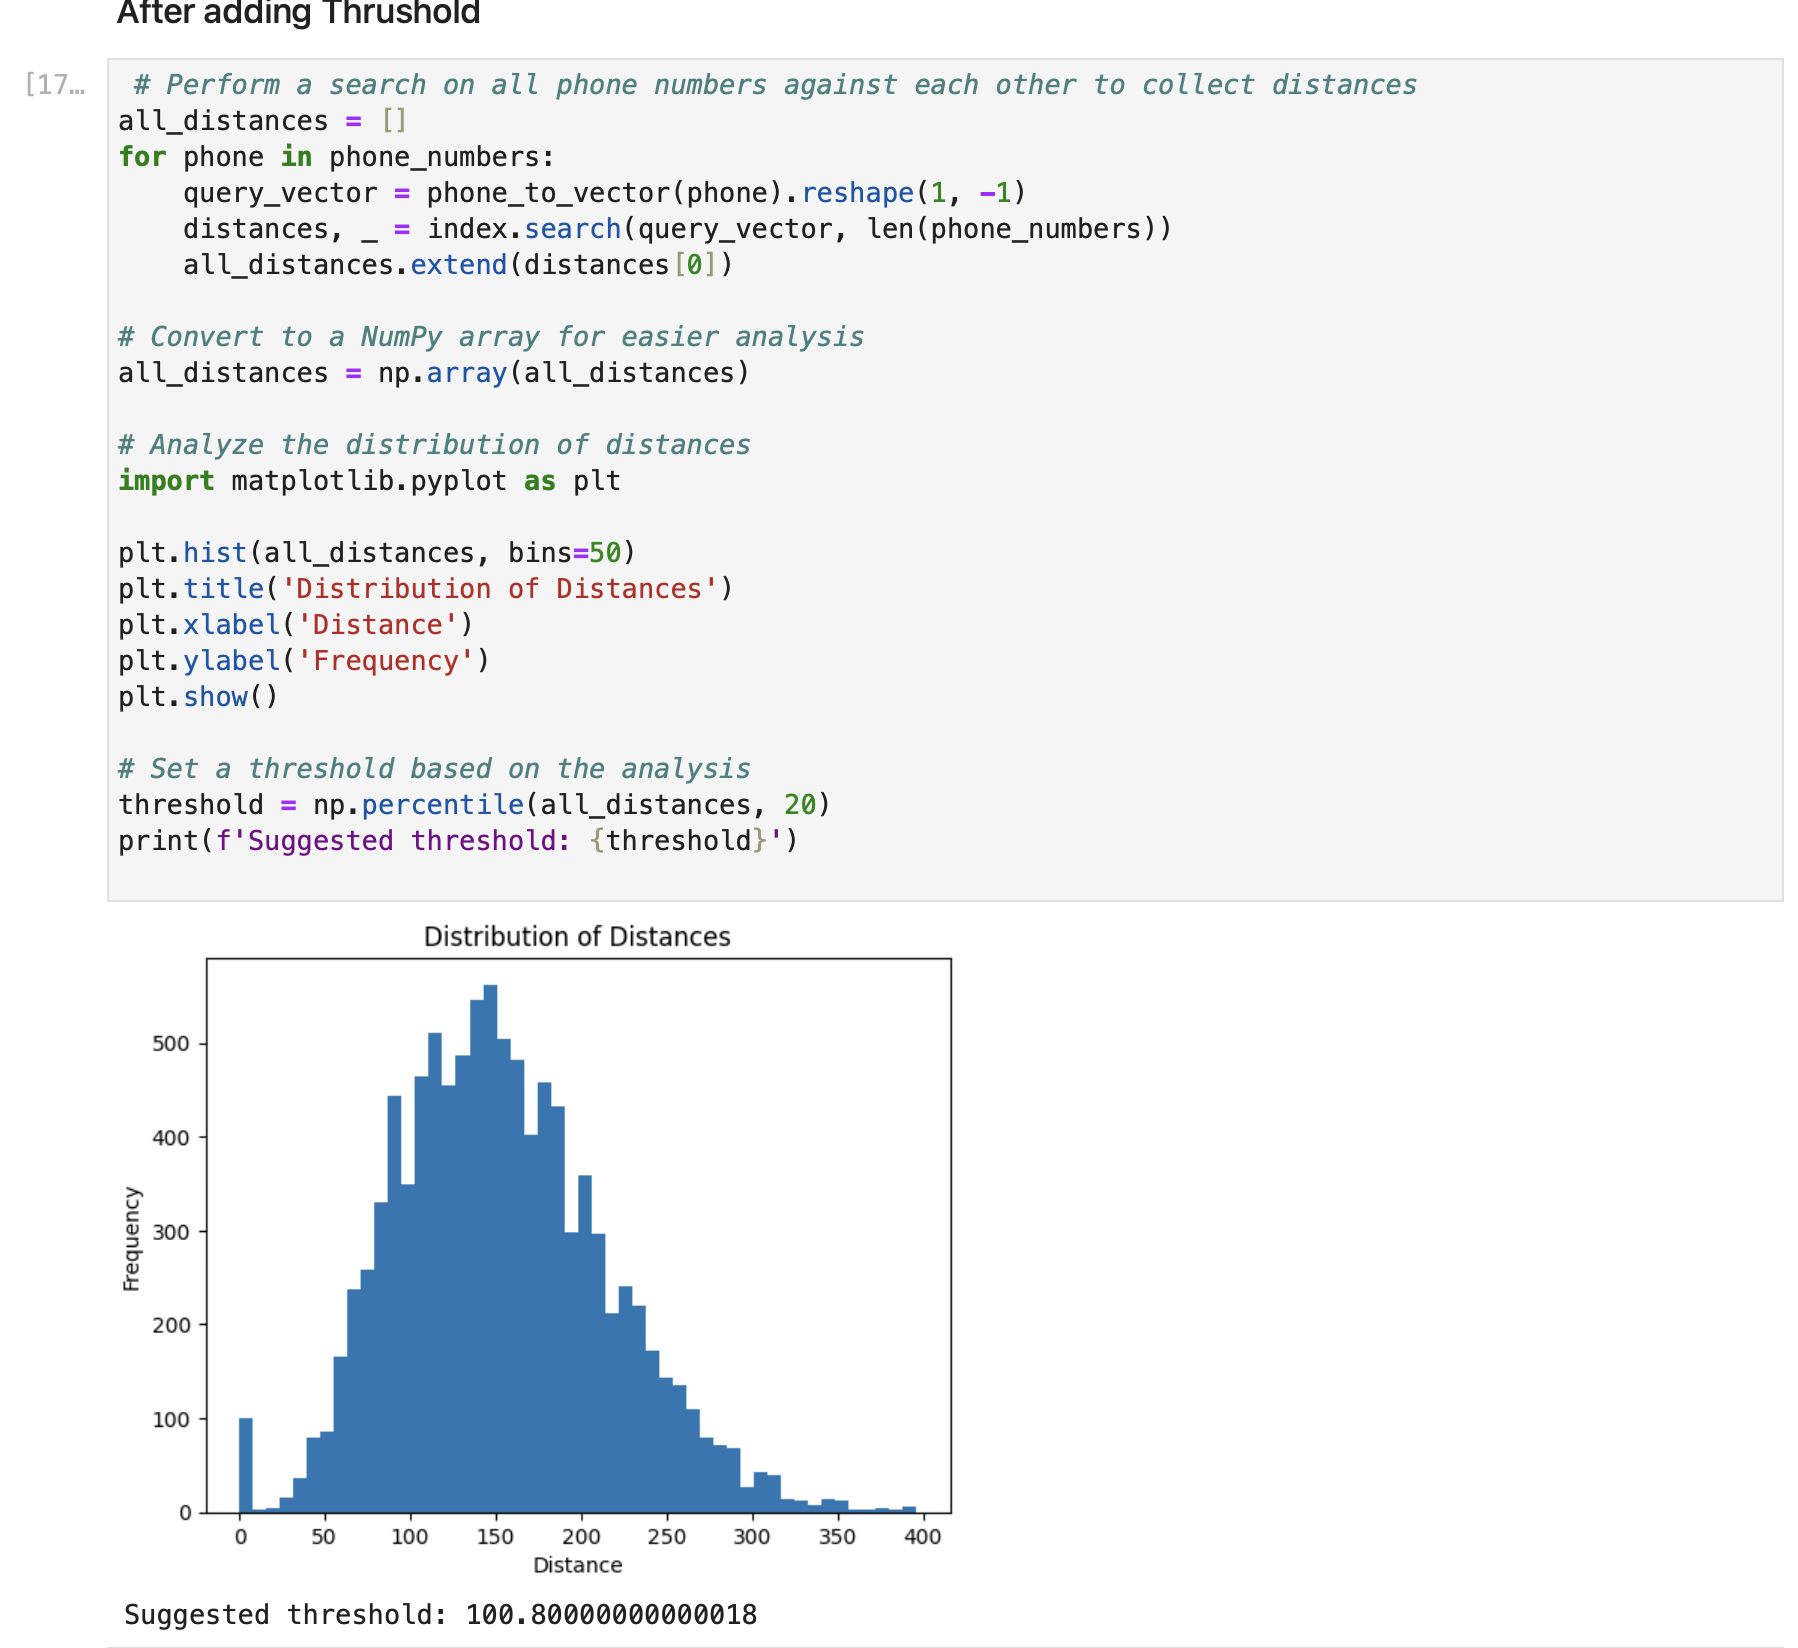 After adding Thrushold
[17…
# Perform a search on all phone numbers against each other to collect distances
all_distances = []
for phone in phone_numbers:
    query_vector = phone_to_vector(phone).reshape(1, -1)
    distances, _ = index.search(query_vector, len(phone_numbers))
    all_distances.extend(distances[0])
# Convert to a NumPy array for easier analysis
all_distances = np.array(all_distances)
# Analyze the distribution of distances
import matplotlib.pyplot as plt
plt.hist(all_distances, bins=50)
plt.title('Distribution of Distances')
plt.xlabel('Distance')
plt.ylabel('Frequency')
plt.show()
# Set a threshold based on the analysis
threshold = np.percentile(all_distances, 20)
print(f'Suggested threshold: {threshold}')
Distribution of Distances
500
400
300
200
100
0
Frequency
0 50 100 150 200 250 300 350 400
Distance
Suggested threshold: 100.80000000000018